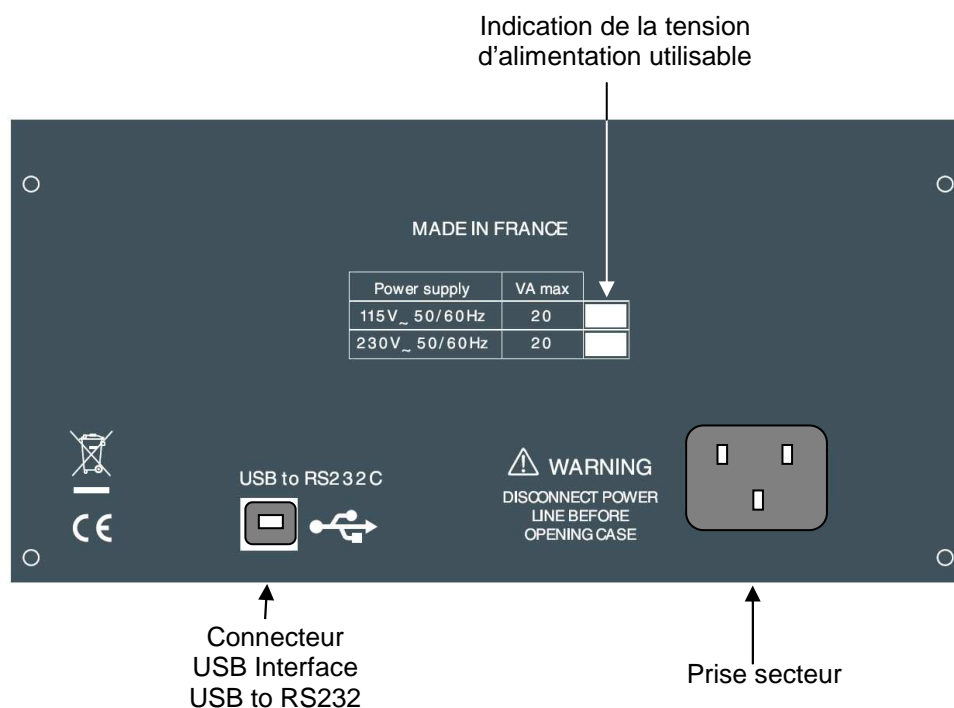 Indication de la tension
d’alimentation utilisable
MADE IN FRANCE
Power supply VA max
115V~ 50/60Hz 20
230V~ 50/60Hz 20
USB to RS232C
WARNING
DISCONNECT POWER
LINE BEFORE
OPENING CASE
CE
Connecteur
USB Interface
USB to RS232
Prise secteur